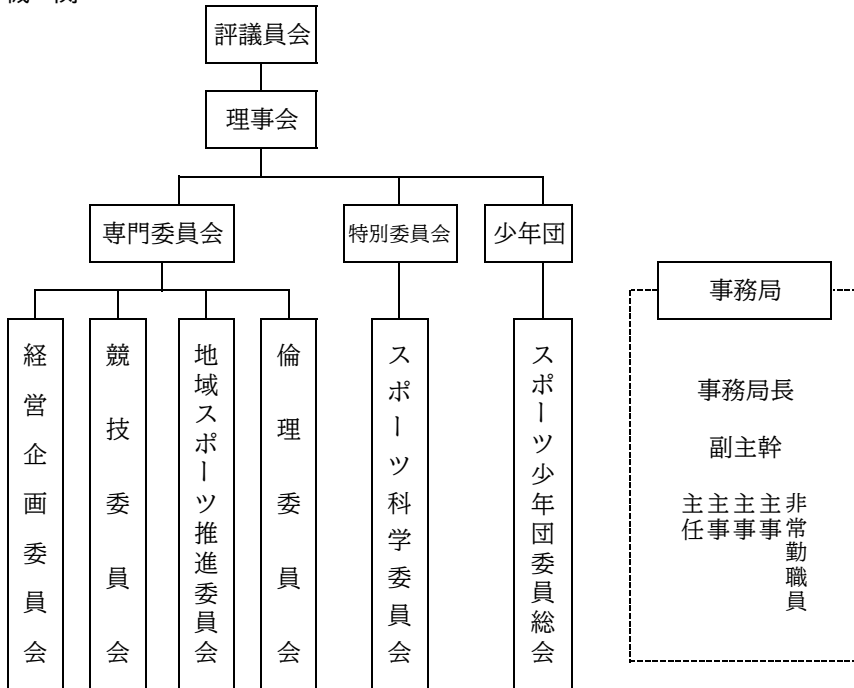 機 関
評議員会
理事会
専門委員会
特別委員会
少年団
経営企画委員会
競技委員会
地域スポーツ推進委員会
倫理委員会
スポーツ科学委員会
スポーツ少年団委員総会
事務局
事務局長
副主幹
主任
主事
主事
主事
非常勤職員